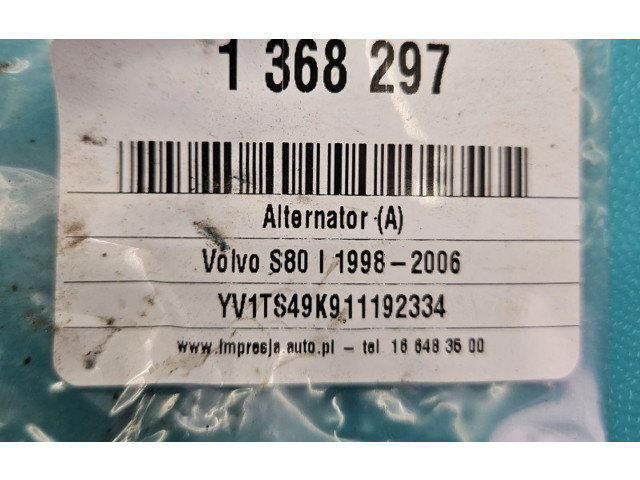 1 368 297
Alternator (A)
Volvo S80 I 1998-2006
YV1TS49K911192334
www.impresja.auto.pl - tel 16 648 35 00